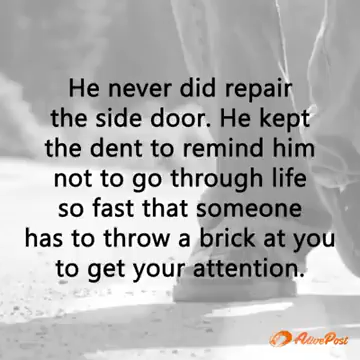 He never did repair
the side door. He kept
the dent to remind him
not to go through life
so fast that someone
has to throw a brick at you
to get your attention.
AlivePost